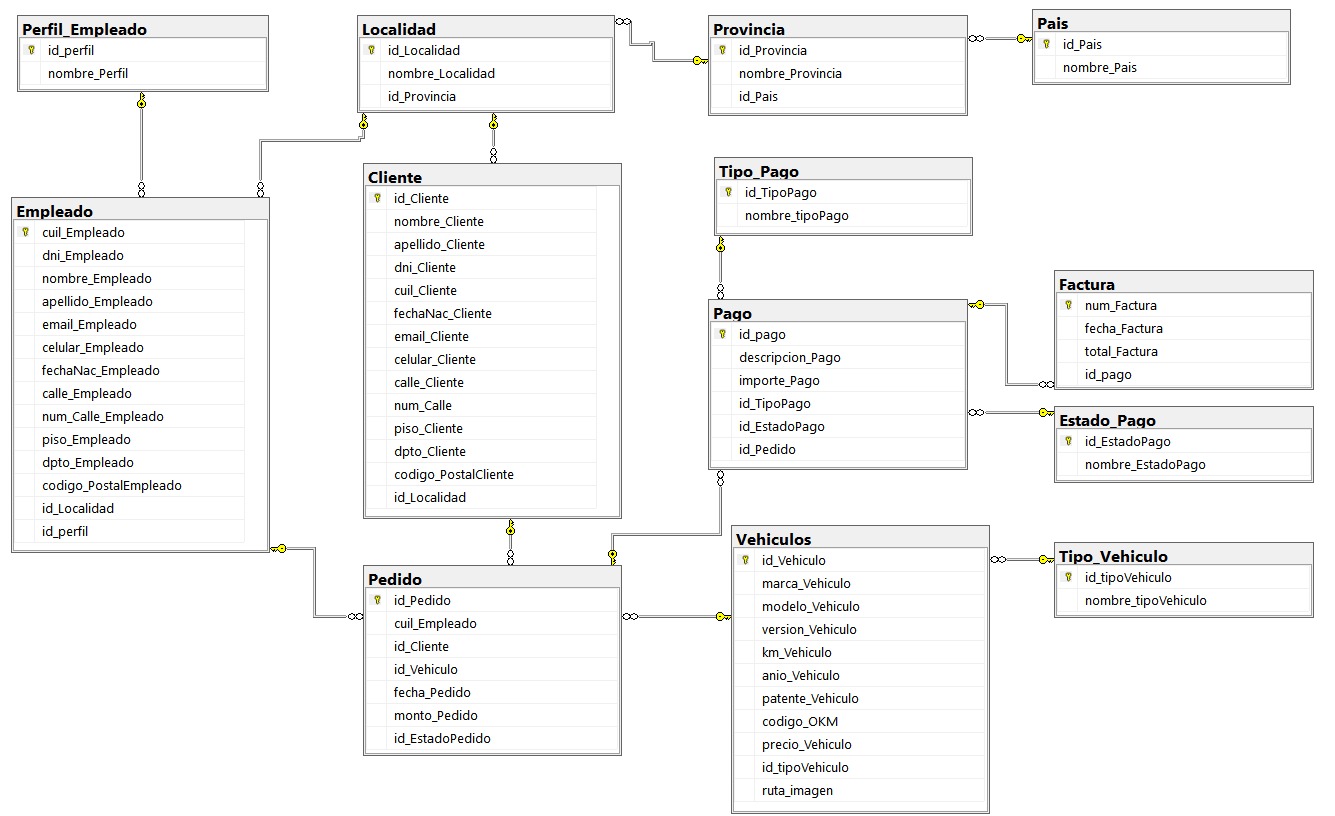 Perfil_Empleado
id_perfil
nombre_Perfil
Localidad
id_Localidad
nombre_Localidad
id_Provincia
Provincia
id_Provincia
nombre_Provincia
id_Pais
Pais
id_Pais
nombre_Pais
Empleado
cuil_Empleado
dni_Empleado
nombre_Empleado
apellido_Empleado
email_Empleado
celular_Empleado
fechaNac_Empleado
calle_Empleado
num_Calle_Empleado
piso_Empleado
dpto_Empleado
codigo_PostalEmpleado
id_Localidad
id_perfil
Cliente
id_Cliente
nombre_Cliente
apellido_Cliente
dni_Cliente
cuil_Cliente
fechaNac_Cliente
email_Cliente
celular_Cliente
calle_Cliente
num_Calle
piso_Cliente
dpto_Cliente
codigo_PostalCliente
id_Localidad
Tipo_Pago
id_TipoPago
nombre_tipoPago
Pago
id_pago
descripcion_Pago
importe_Pago
id_TipoPago
id_EstadoPago
id_Pedido
Factura
num_Factura
fecha_Factura
total_Factura
id_pago
Estado_Pago
id_EstadoPago
nombre_EstadoPago
Pedido
id_Pedido
cuil_Empleado
id_Cliente
id_Vehiculo
fecha_Pedido
monto_Pedido
id_EstadoPedido
Vehiculos
id_Vehiculo
marca_Vehiculo
modelo_Vehiculo
version_Vehiculo
km_Vehiculo
anio_Vehiculo
patente_Vehiculo
codigo_OKM
precio_Vehiculo
id_tipoVehiculo
ruta_imagen
Tipo_Vehiculo
id_tipoVehiculo
nombre_tipoVehiculo